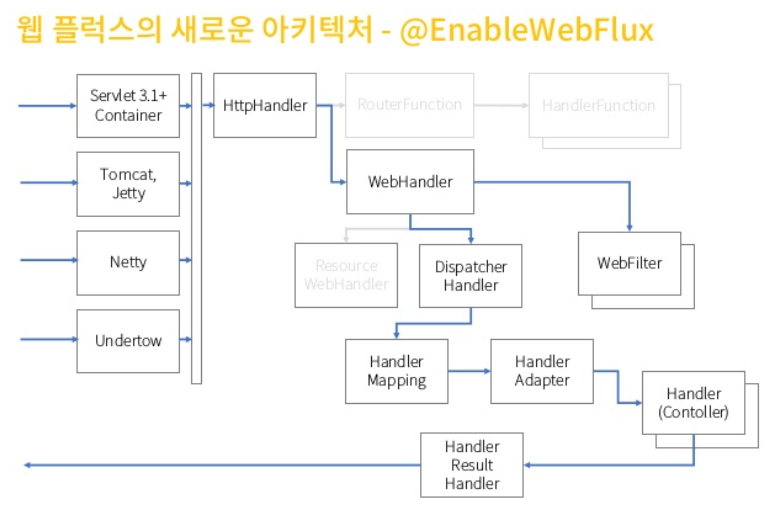 웹 플럭스의 새로운 아키텍처 - @EnableWebFlux
Servlet 3.1+
Container
HttpHandler
RouterFunction
HandlerFunction
Tomcat,
Jetty
WebHandler
Netty
Resource
WebHandler
Dispatcher
Handler
WebFilter
Undertow
Handler
Mapping
Handler
Adapter
Handler
(Contoller)
Handler
Result
Handler